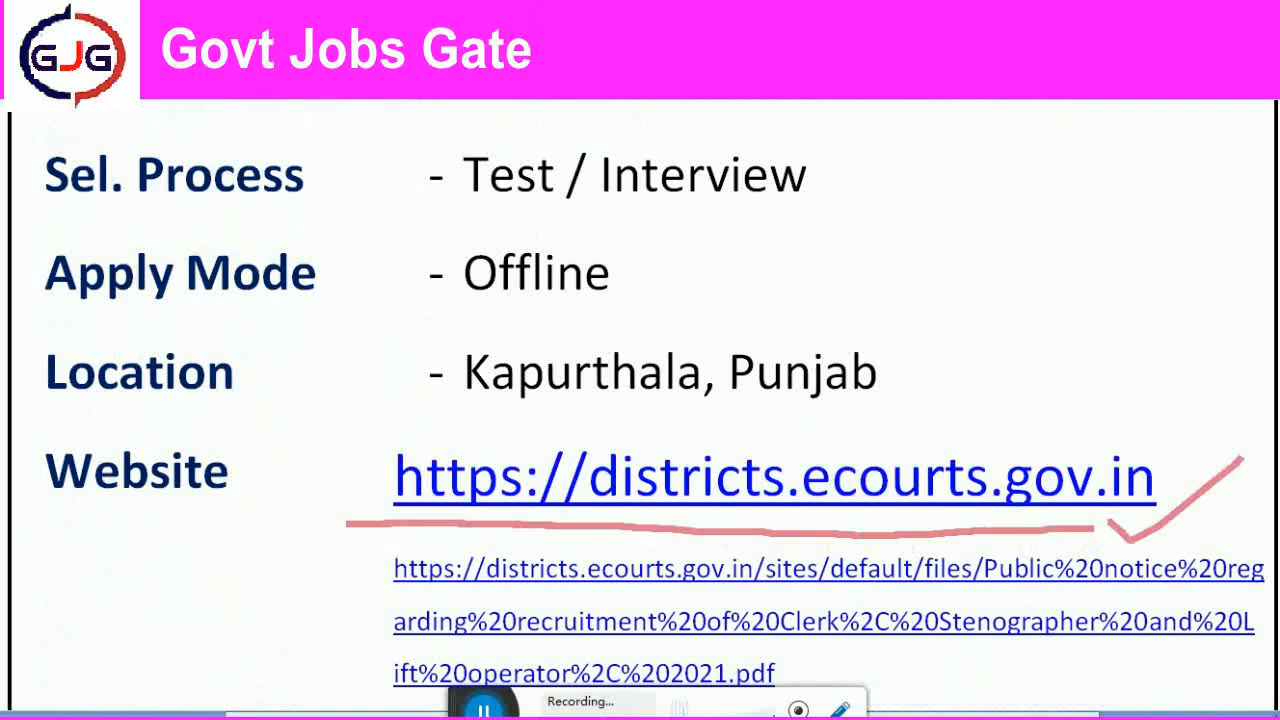 GJG
Govt Jobs Gate
Sel. Process - Test / Interview
Apply Mode - Offline
Location - Kapurthala, Punjab
Website https://districts.ecourts.gov.in
https://districts.ecourts.gov.in/sites/default/files/Public%20notice%20reg
arding%20recruitment%20of%20Clerk%2C%20Stenographer%20and%20L
ift%20operator%2C%202021.pdf
Recording...